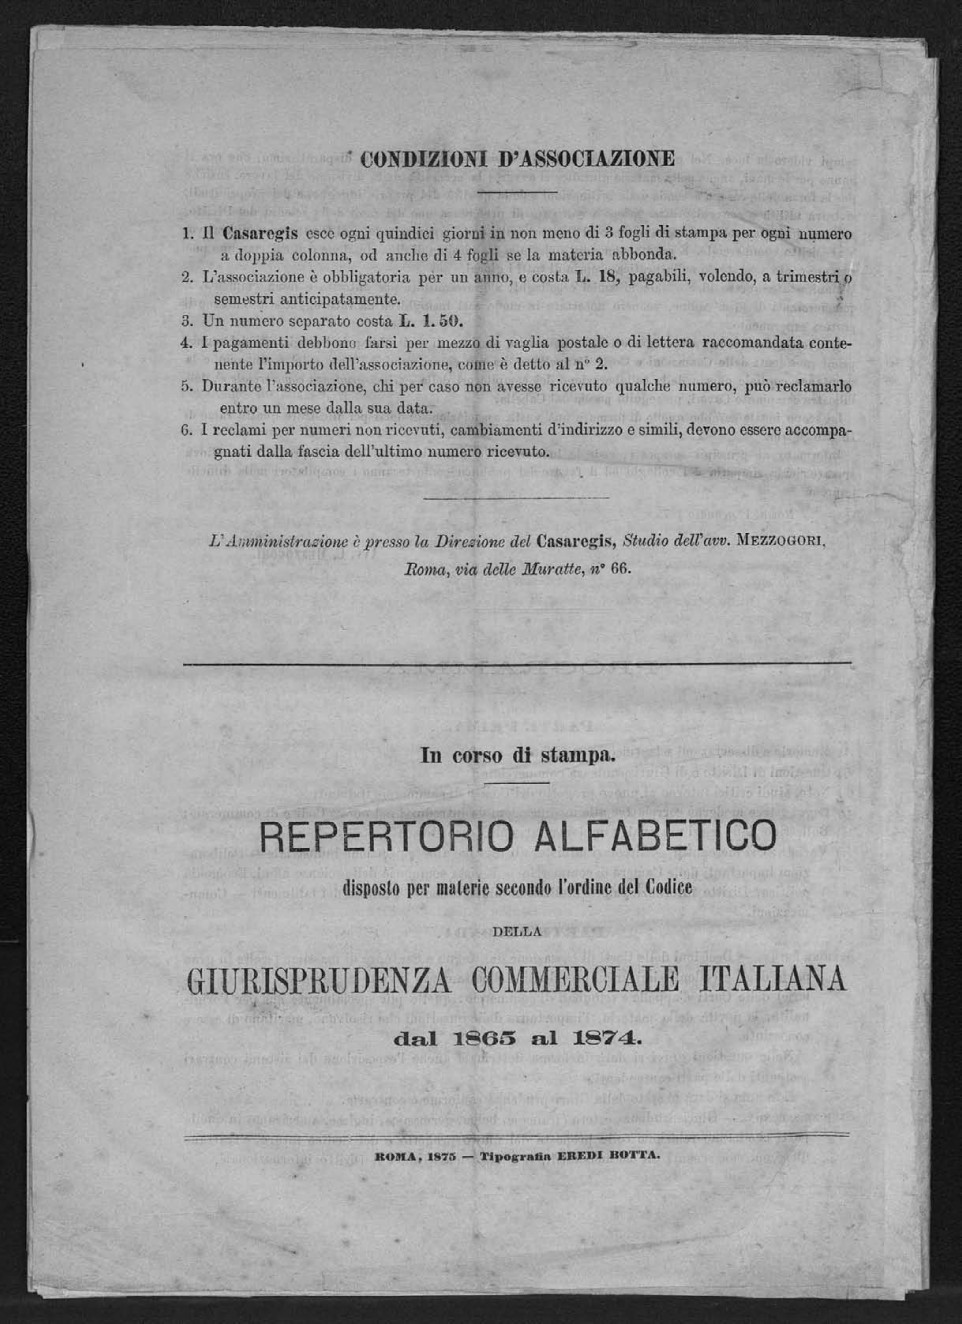 CONDIZIONI D'ASSOCIAZIONE
1. Il Casaregis esce ogni quindici giorni in non meno di 3 fogli di stampa per ogni numero
a doppia colonna, od anche di 4 fogli se la materia abbonda.
2. L'associazione è obbligatoria per un anno, e costa L. 18, pagabili, volendo, a trimestri o
semestri anticipatamente.
3. Un numero separato costa L. 1. 50.
4. I pagamenti debbono farsi per mezzo di vaglia postale o di lettera raccomandata conte-
nente l'importo dell'associazione, come è detto al n° 2.
5. Durante l'associazione, chi per caso non avesse ricevuto qualche numero, può reclamarlo
entro un mese dalla sua data.
6. I reclami per numeri non ricevuti, cambiamenti d'indirizzo e simili, devono essere accompa-
gnati dalla fascia dell'ultimo numero ricevuto.
L'Amministrazione è presso la Direzione del Casaregis, Studio dell'avv. MEZZOGORI,
Roma, via delle Muratte, n° 66.
In corso di stampa.
REPERTORIO ALFABETICO
disposto per materie secondo l'ordine del Codice
DELLA
GIURISPRUDENZA COMMERCIALE ITALIANA
dal 1865 al 1874.
ROMA, 1875 — Tipografia EREDI BOTTA.